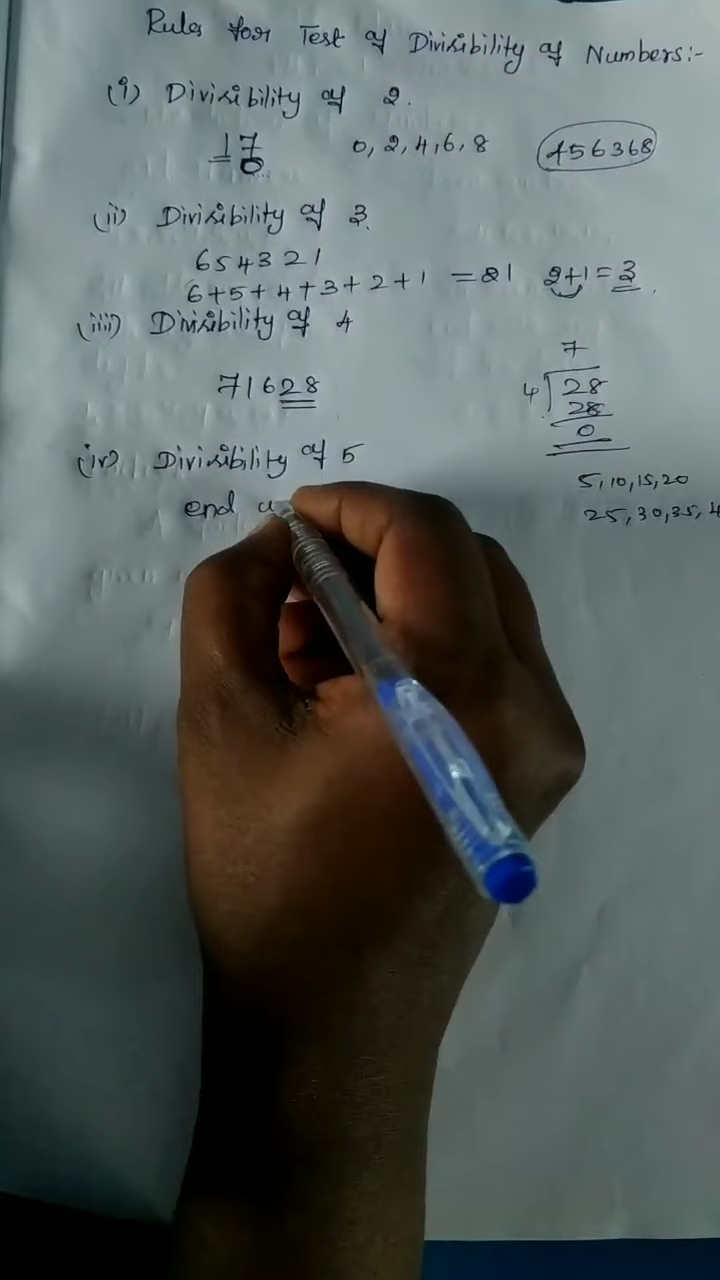 Rules for Test of Divisibility of Numbers:-
(i) Divisibility of 2.
17 0, 2, 4, 6, 8 456368
(ii) Divisibility of 3.
654321
6+5+4+3+2+1 = 21 2+1 = 3.
(iii) Divisibility of 4
7
71628 4 28
28
0
(iv) Divisibility of 5
5, 10, 15, 20
end 25, 30, 35, 4